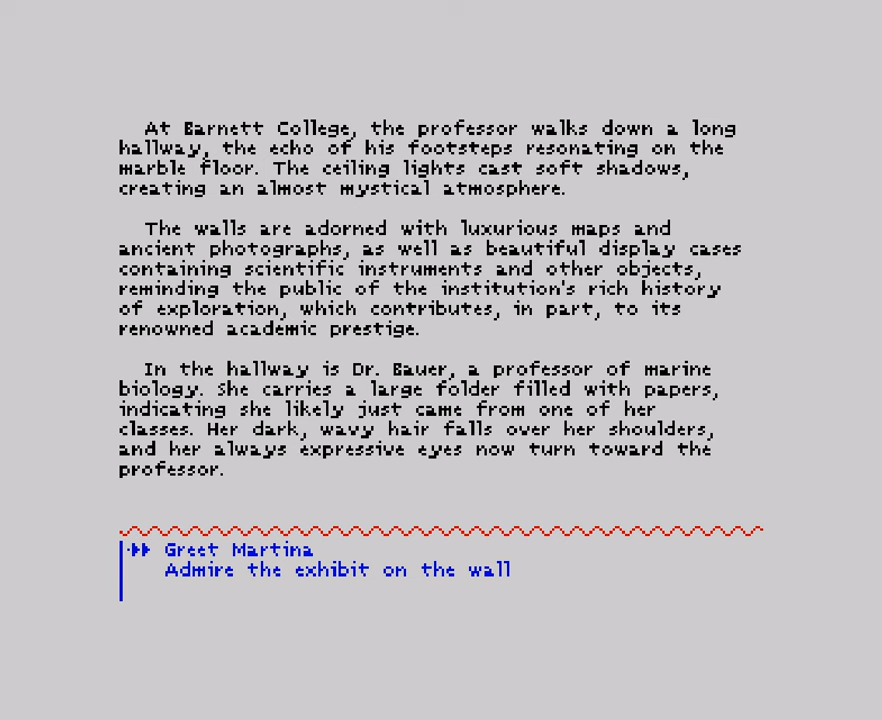 At Barnett College, the professor walks down a long
hallway, the echo of his footsteps resonating on the
marble floor. The ceiling lights cast soft shadows,
creating an almost mystical atmosphere.
The walls are adorned with luxurious maps and
ancient photographs, as well as beautiful display cases
containing scientific instruments and other objects,
reminding the public of the institution's rich history
of exploration, which contributes, in part, to its
renowned academic prestige.
In the hallway is Dr. Bauer, a professor of marine
biology. She carries a large folder filled with papers,
indicating she likely just came from one of her
classes. Her dark, wavy hair falls over her shoulders,
and her always expressive eyes now turn toward the
professor.
Greet Martina
Admire the exhibit on the wall